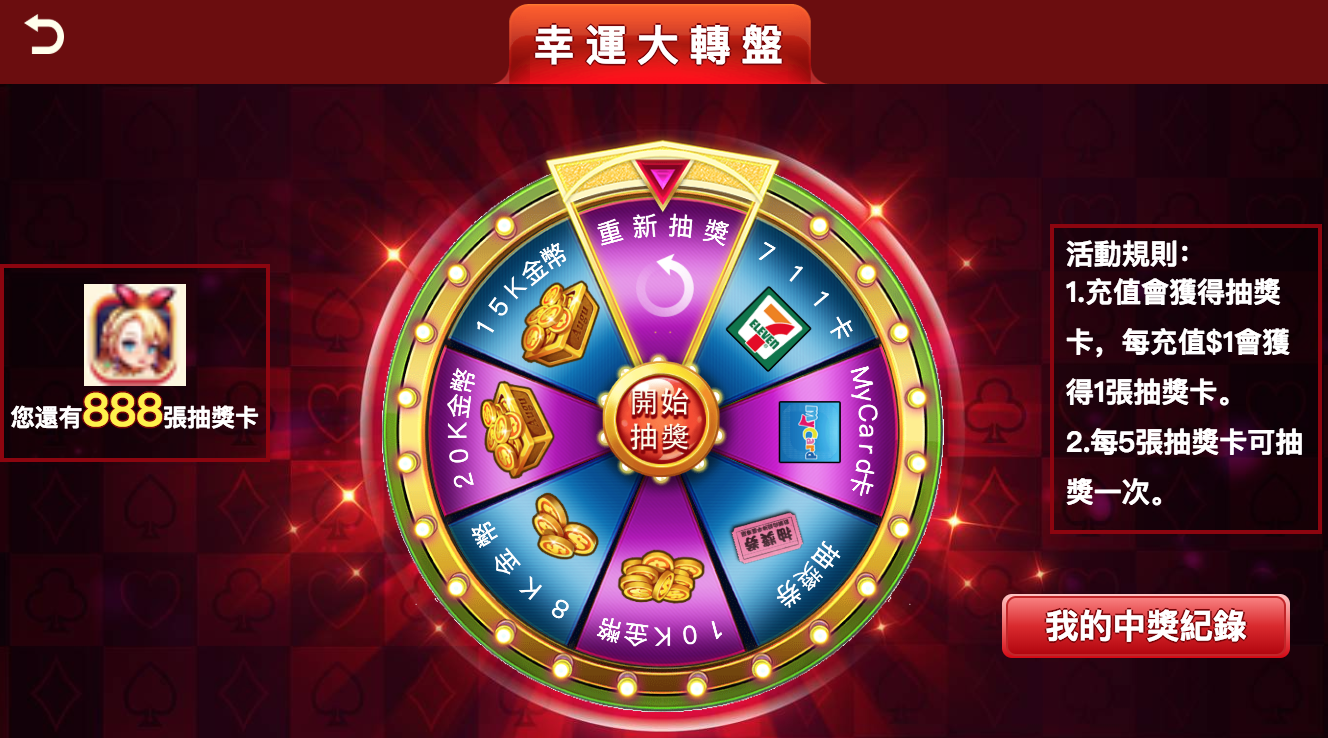 幸運大轉盤
重新抽獎
711卡
ELEVEN
MyCard卡
MyCard
抽獎券
抽獎券
10K金幣
8K金幣
20K金幣
15K金幣
開始
抽獎
您還有888張抽獎卡
活動規則：
1.充值會獲得抽獎
卡，每充值$1會獲
得1張抽獎卡。
2.每5張抽獎卡可抽
獎一次。
我的中獎紀錄